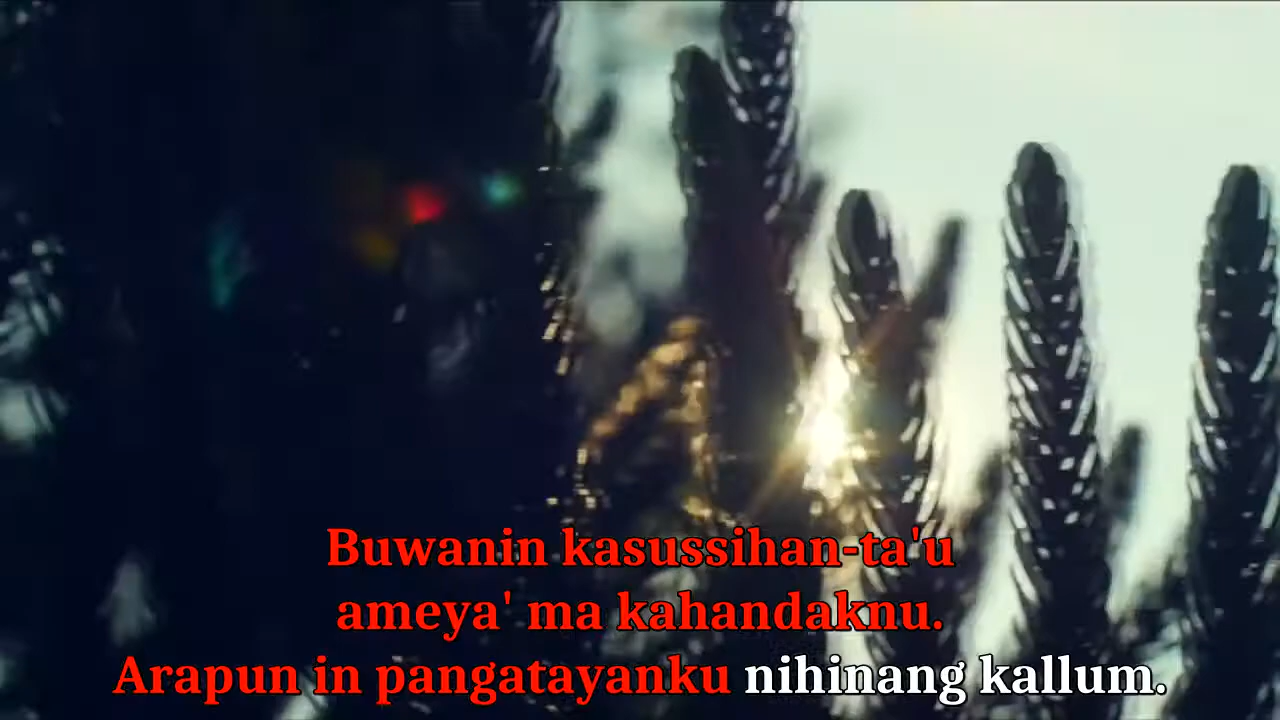 Buwanin kasussihan-ta'u
ameya' ma kahandaknu.
Arapun in pangatayanku nihinang kallum.